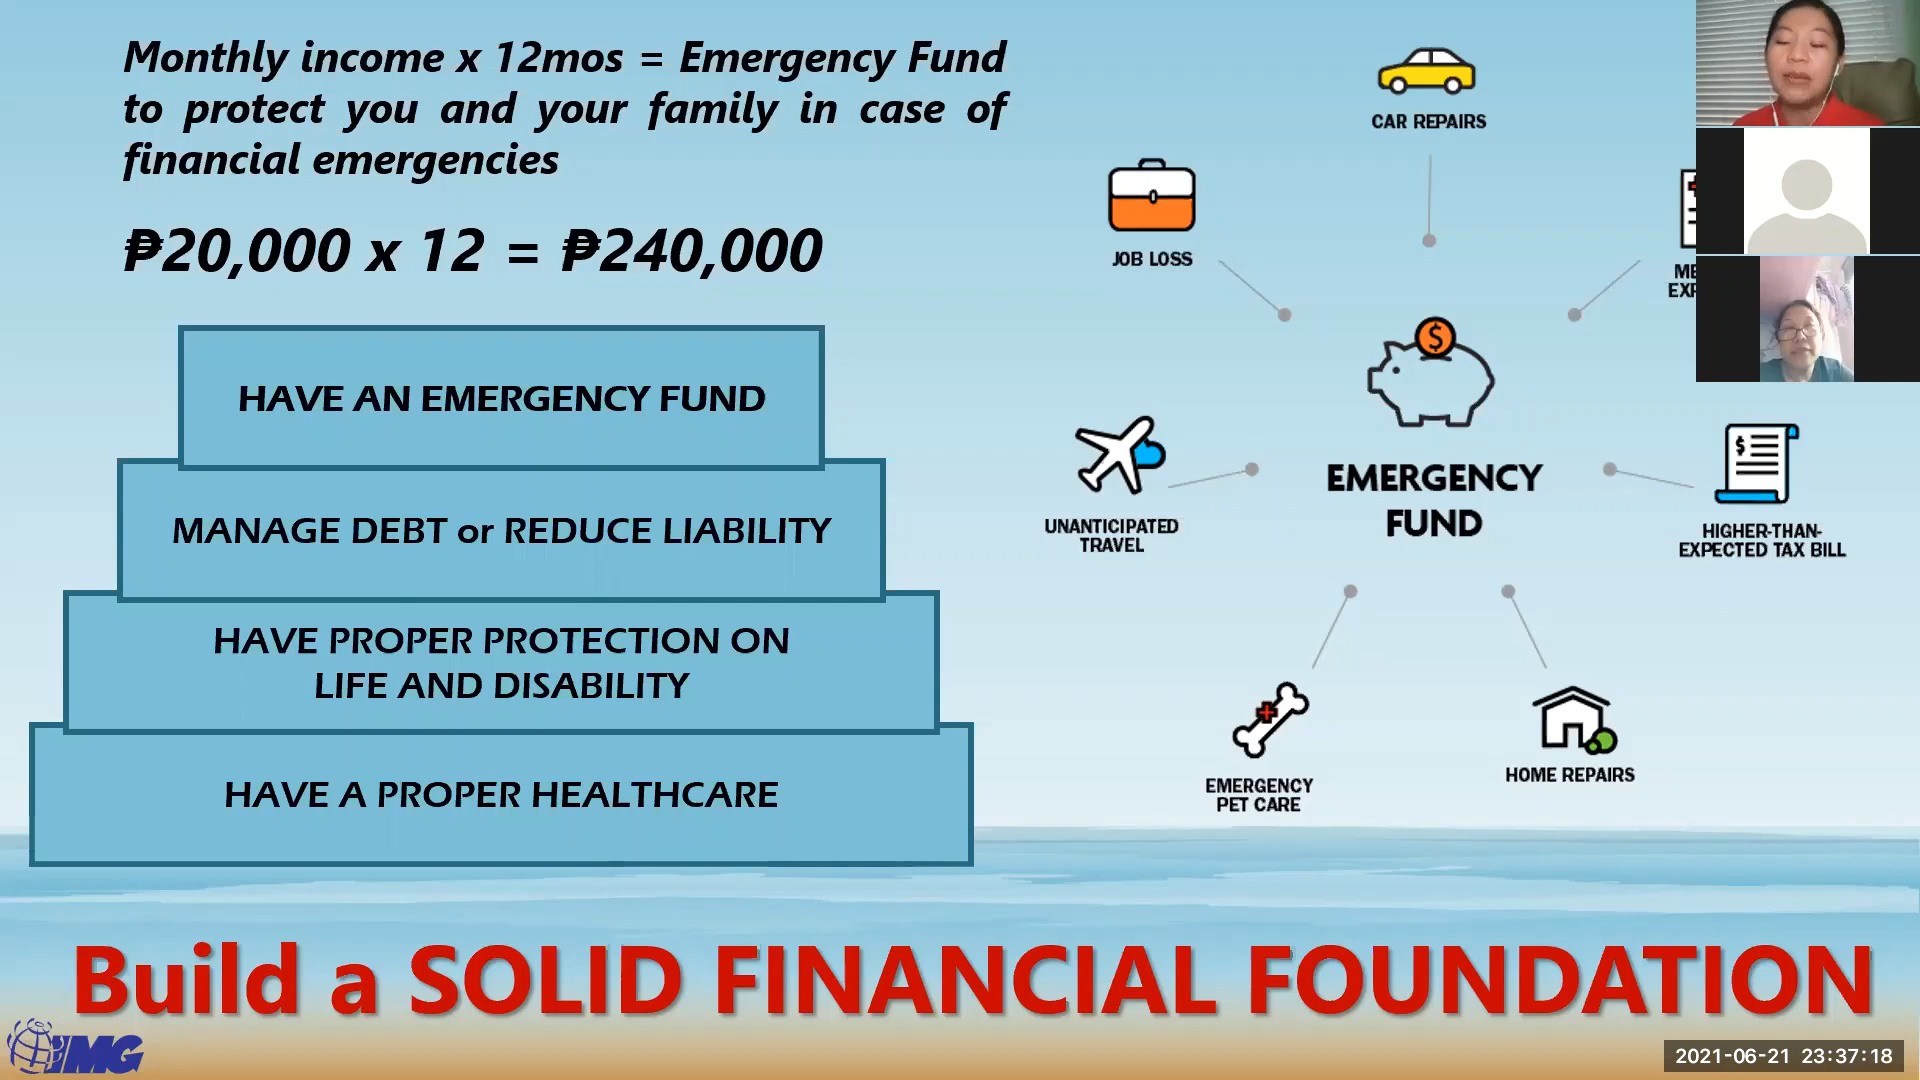 Monthly income x 12mos = Emergency Fund
to protect you and your family in case of
financial emergencies
₱20,000 x 12 = ₱240,000
HAVE AN EMERGENCY FUND
MANAGE DEBT or REDUCE LIABILITY
HAVE PROPER PROTECTION ON
LIFE AND DISABILITY
HAVE A PROPER HEALTHCARE
CAR REPAIRS
JOB LOSS
$
EMERGENCY
FUND
UNANTICIPATED
TRAVEL
$
HIGHER-THAN-
EXPECTED TAX BILL
EMERGENCY
PET CARE
HOME REPAIRS
Build a SOLID FINANCIAL FOUNDATION
IMG
2021-06-21 23:37:18